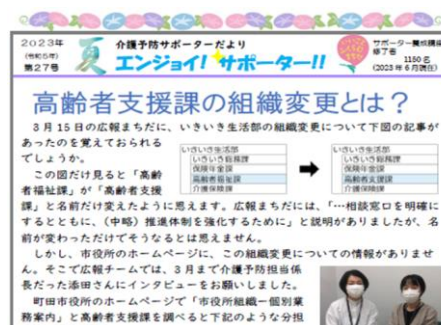 2023年
(令和5年)
第27号
夏
介護予防サポーターだより
エンジョイ!サポーター!!
サポーター養成講座
修了者
1150名
(2023年6月現在)
高齢者支援課の組織変更とは?
3月15日の広報まちだに、いきいき生活部の組織変更について下図の記事が
あったのを覚えておられる
でしょうか。
この図だけ見ると「高齢
者福祉課」が「高齢者支援
課」と名前だけ変えたように思えます。広報まちだには、「…相談窓口を明確に
するとともに、(中略)推進体制を強化するために」と説明がありましたが、名
前が変わっただけでそうなるとは思えません。
いきいき生活部
いきいき総務課
保険年金課
高齢者福祉課
介護保険課
いきいき生活部
いきいき総務課
保険年金課
高齢者支援課
介護保険課
しかし、市役所のホームページに、この組織変更についての情報がありませ
ん。そこで広報チームでは、3月まで介護予防担当係
長だった添田さんにインタビューをお願いしました。
町田市役所のホームページで「市役所組織ー個別業
務案内」と高齢者支援課を調べると下記のような分担